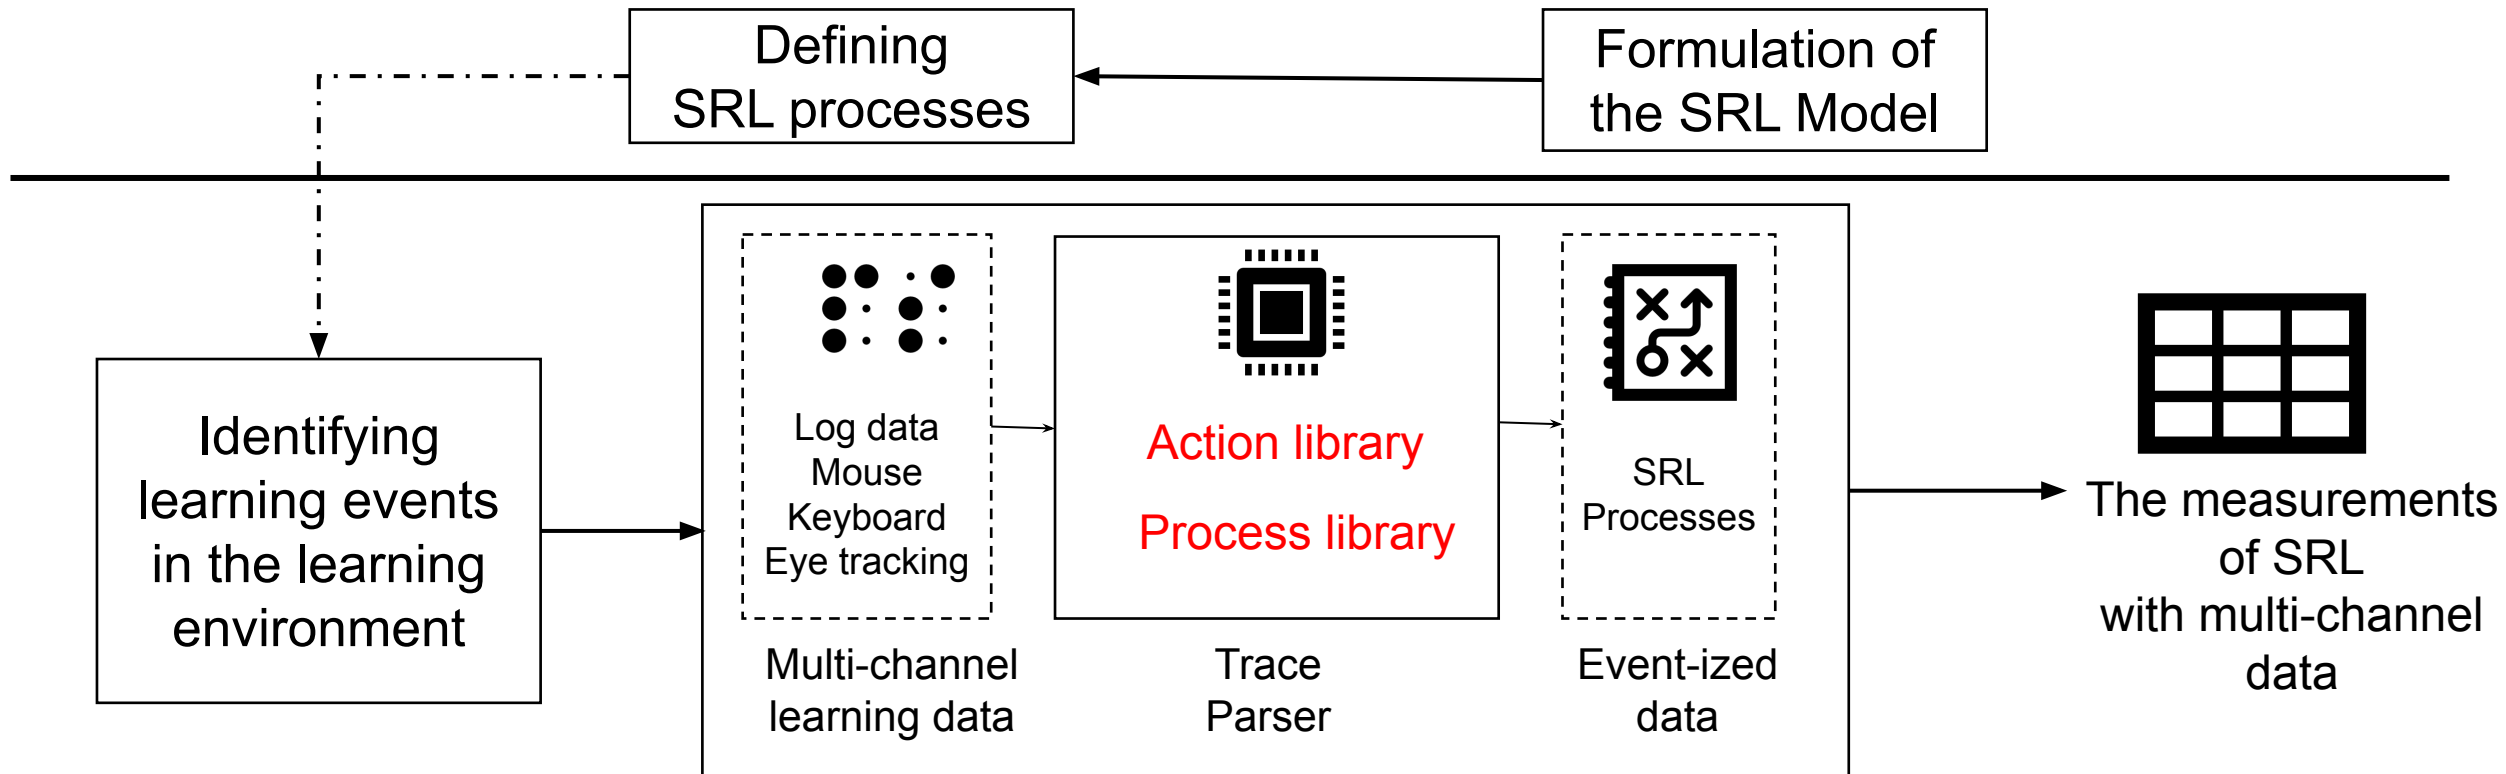 Defining
SRL processes
Formulation of
the SRL Model
Identifying
learning events
in the learning
environment
Log data
Mouse
Keyboard
Eye tracking
Multi-channel
learning data
Action library
Process library
Trace
Parser
SRL
Processes
Event-ized
data
The measurements
of SRL
with multi-channel
data